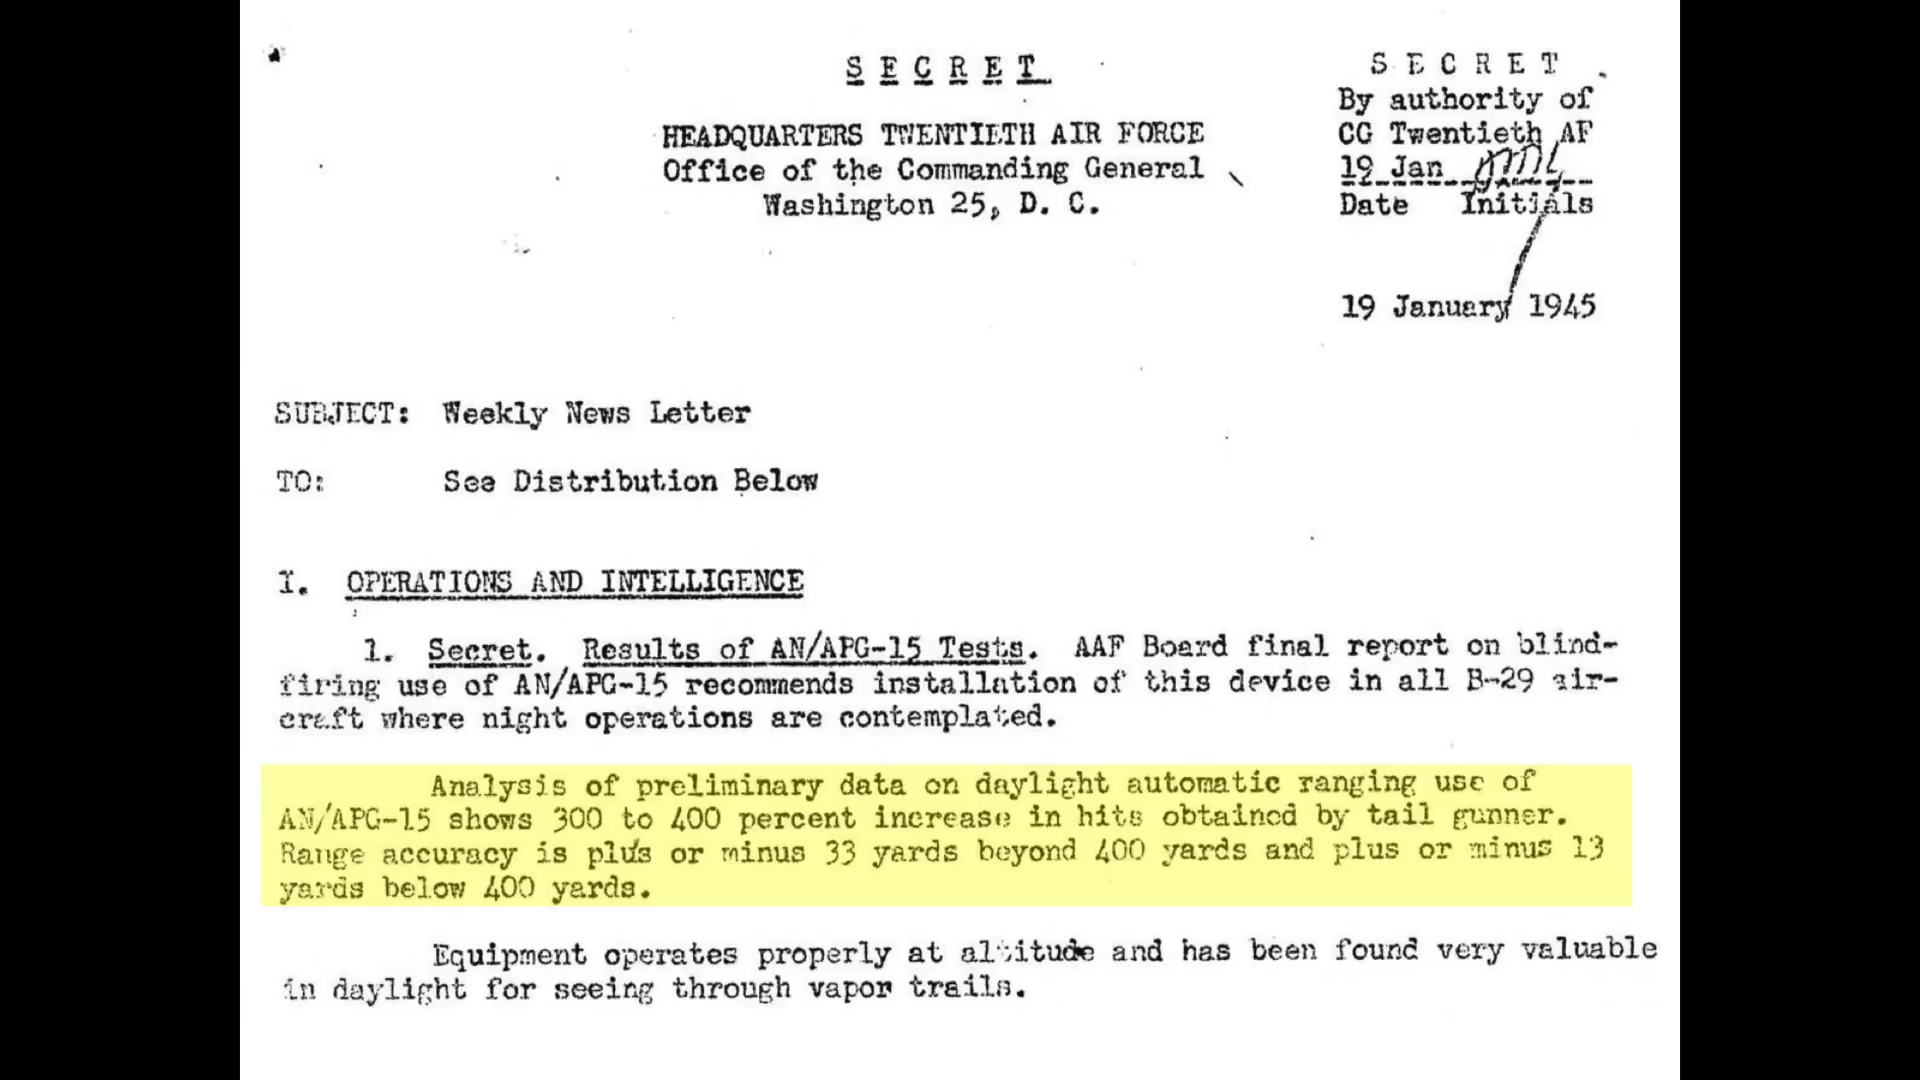 S E C R E T
HEADQUARTERS TWENTIETH AIR FORCE
Office of the Commanding General
Washington 25, D. C.
S E C R E T
By authority of
CG Twentieth AF
19 Jan
Date Initials
19 January 1945
SUBJECT: Weekly News Letter
TO: See Distribution Below
I. OPERATIONS AND INTELLIGENCE
1. Secret. Results of AN/APG-15 Tests. AAF Board final report on blind-
firing use of AN/APG-15 recommends installation of this device in all B-29 air-
craft where night operations are contemplated.
Analysis of preliminary data on daylight automatic ranging use of
AN/APG-15 shows 300 to 400 percent increase in hits obtained by tail gunner.
Range accuracy is plus or minus 33 yards beyond 400 yards and plus or minus 13
yards below 400 yards.
Equipment operates properly at altitude and has been found very valuable
in daylight for seeing through vapor trails.